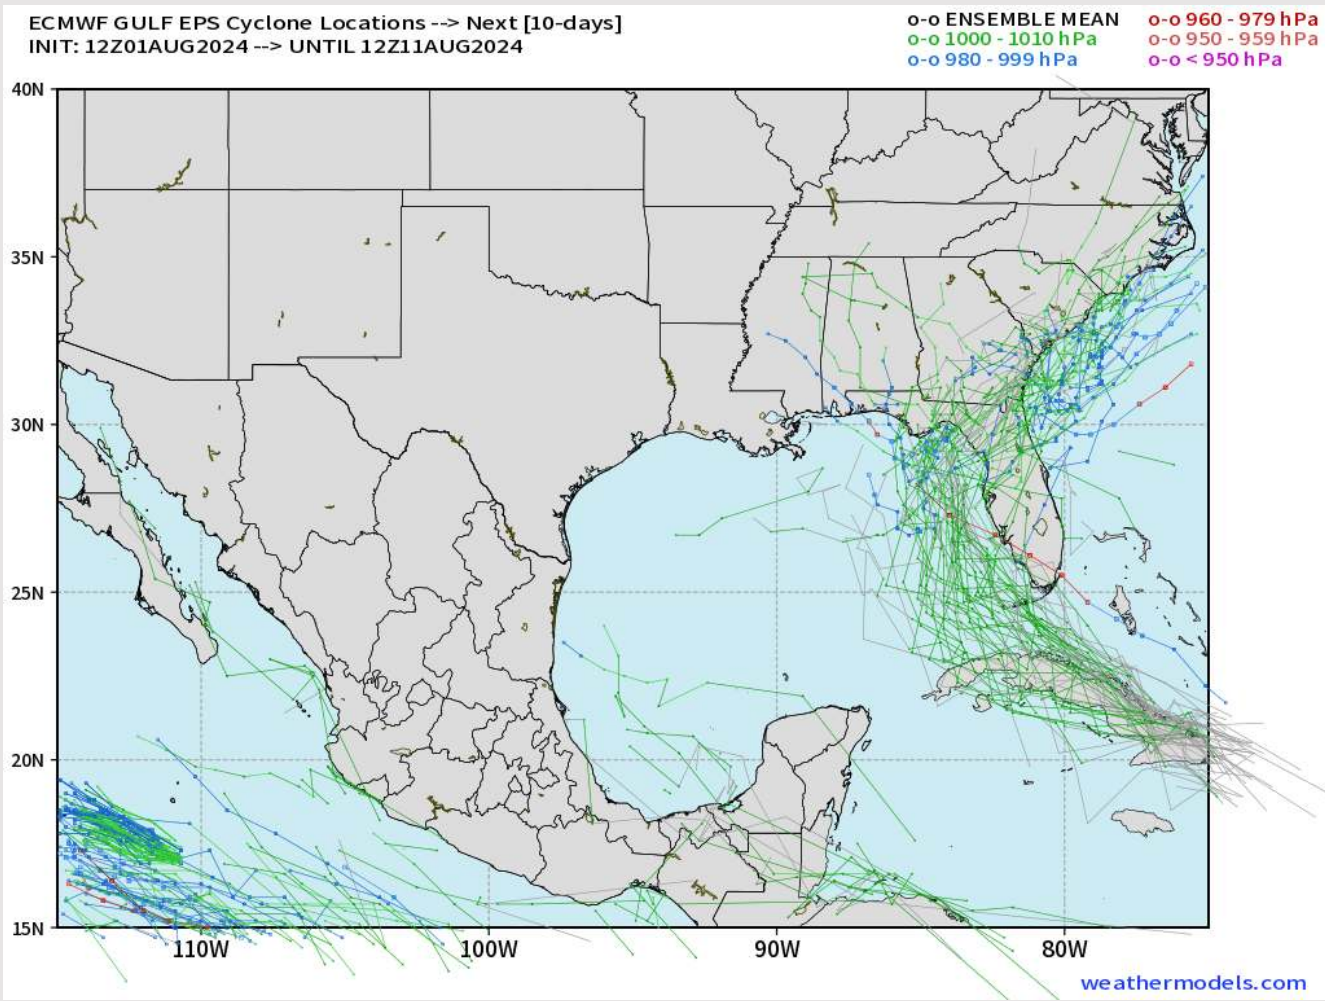 ECMWF GULF EPS Cyclone Locations --> Next [10-days]
INIT: 12Z01AUG2024 --> UNTIL 12Z11AUG2024
o-o ENSEMBLE MEAN
o-o 1000 - 1010 hPa
o-o 980 - 999 hPa
o-o 960 - 979 hPa
o-o 950 - 959 hPa
o-o < 950 hPa
40N
35N
30N
25N
20N
15N
110W
100W
90W
80W
weathermodels.com